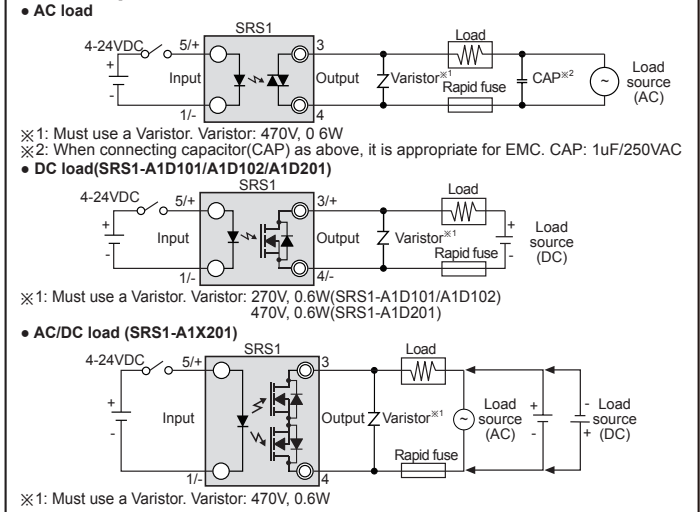 ● AC load
SRS1
4-24VDC 5/+ 3 Load
+
Input Output Varistor※1 CAP※2 Load source (AC)
Rapid fuse
-
1/- 4
~
※1: Must use a Varistor. Varistor: 470V, 0 6W
※2: When connecting capacitor(CAP) as above, it is appropriate for EMC. CAP: 1uF/250VAC
● DC load(SRS1-A1D101/A1D102/A1D201)
SRS1
4-24VDC 5/+ 3/+ Load
+ +
Input Output Varistor※1 Load source (DC)
Rapid fuse
- -
1/- 4/-
※1: Must use a Varistor. Varistor: 270V, 0.6W(SRS1-A1D101/A1D102)
470V, 0.6W(SRS1-A1D201)
● AC/DC load (SRS1-A1X201)
SRS1
4-24VDC 5/+ 3 Load
+ + -
Input Output Varistor※1 ~ Load source (AC) Load source (DC)
- - +
Rapid fuse
1/- 4
※1: Must use a Varistor. Varistor: 470V, 0.6W